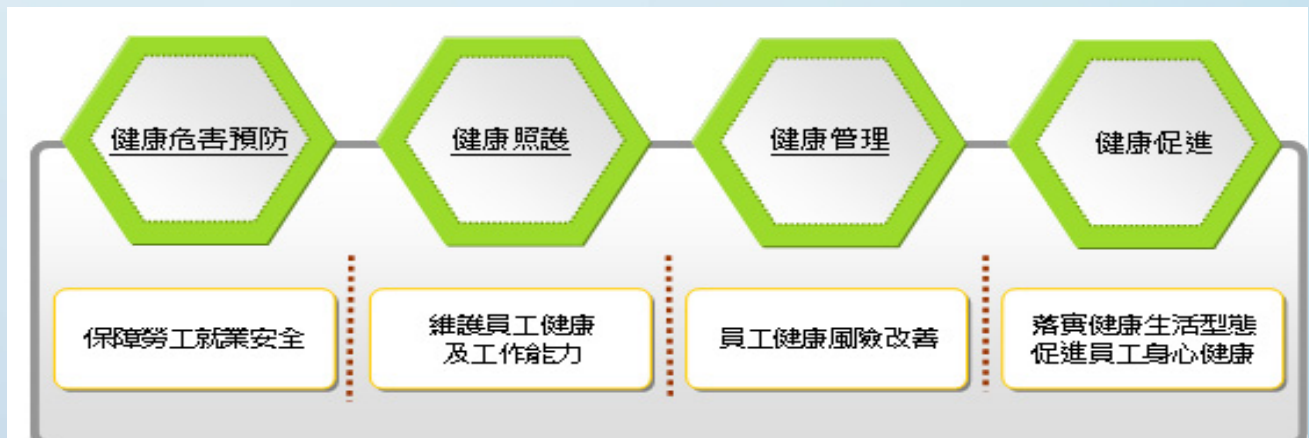 健康危害預防
健康照護
健康管理
健康促進
保障勞工就業安全
維護員工健康
及工作能力
員工健康風險改善
落實健康生活型態
促進員工身心健康